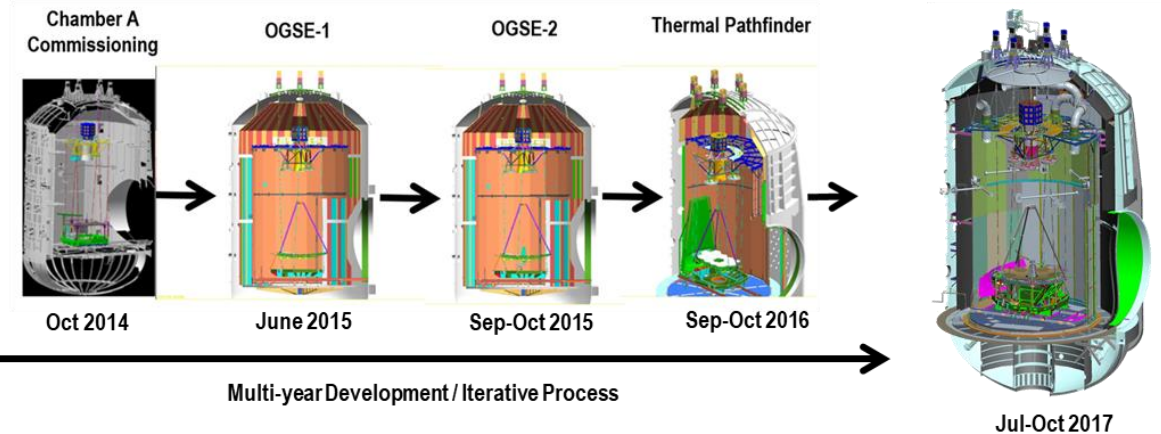 Chamber A
Commissioning
OGSE-1
OGSE-2
Thermal Pathfinder
Oct 2014
June 2015
Sep-Oct 2015
Sep-Oct 2016
Multi-year Development / Iterative Process
Jul-Oct 2017